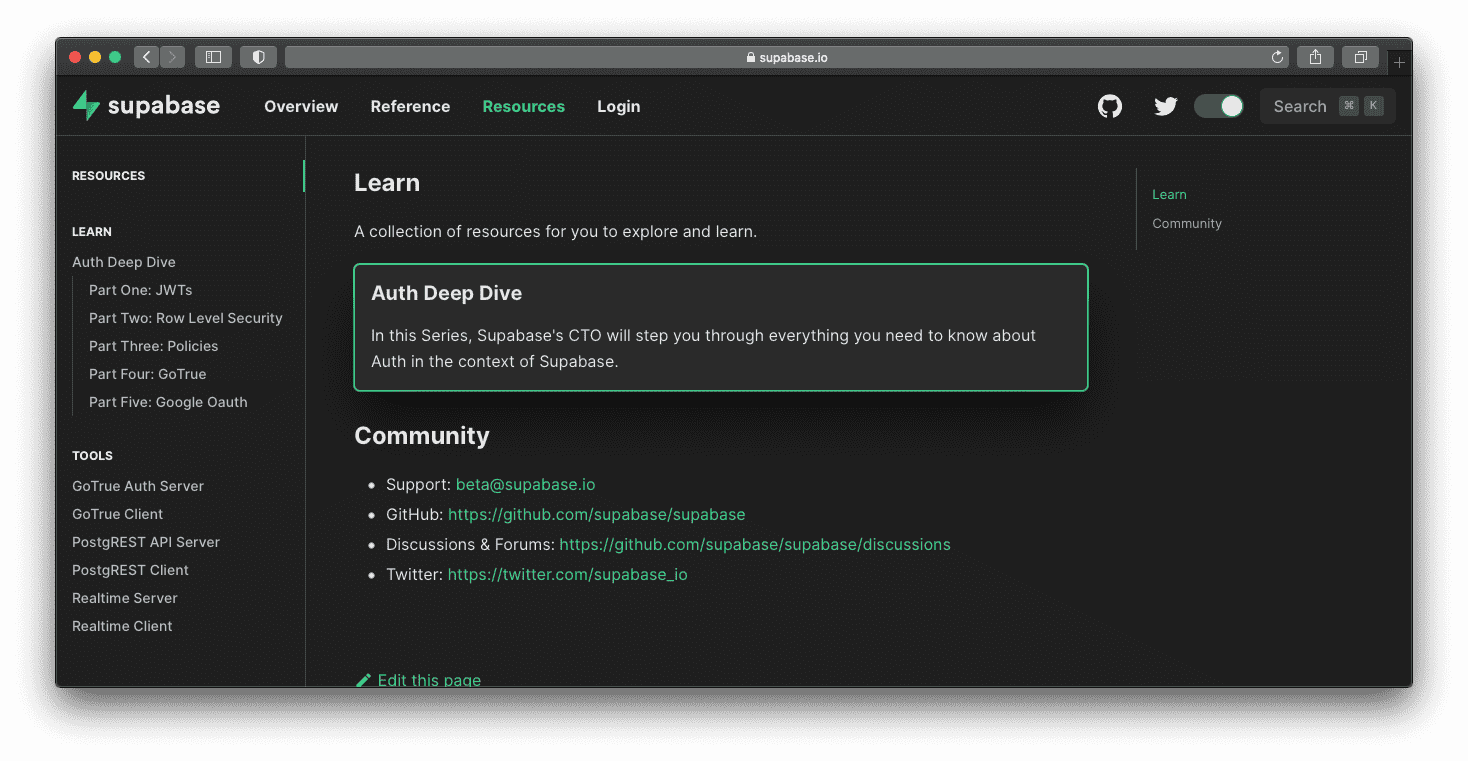 supabase.io
supabase
Overview
Reference
Resources
Login
Search ⌘ K
RESOURCES
LEARN
Auth Deep Dive
Part One: JWTs
Part Two: Row Level Security
Part Three: Policies
Part Four: GoTrue
Part Five: Google Oauth
TOOLS
GoTrue Auth Server
GoTrue Client
PostgREST API Server
PostgREST Client
Realtime Server
Realtime Client
Learn
A collection of resources for you to explore and learn.
Auth Deep Dive
In this Series, Supabase's CTO will step you through everything you need to know about
Auth in the context of Supabase.
Community
Support: beta@supabase.io
GitHub: https://github.com/supabase/supabase
Discussions & Forums: https://github.com/supabase/supabase/discussions
Twitter: https://twitter.com/supabase_io
Edit this page
Learn
Community